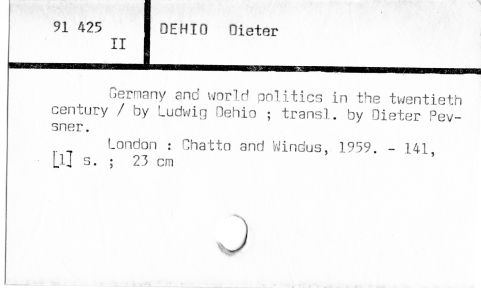 91 425
II
DEHIO Dieter
Germany and world politics in the twentieth
century / by Ludwig Dehio ; transl. by Dieter Pev-
sner.
London : Chatto and Windus, 1959. - 141,
[1] s. ; 23 cm